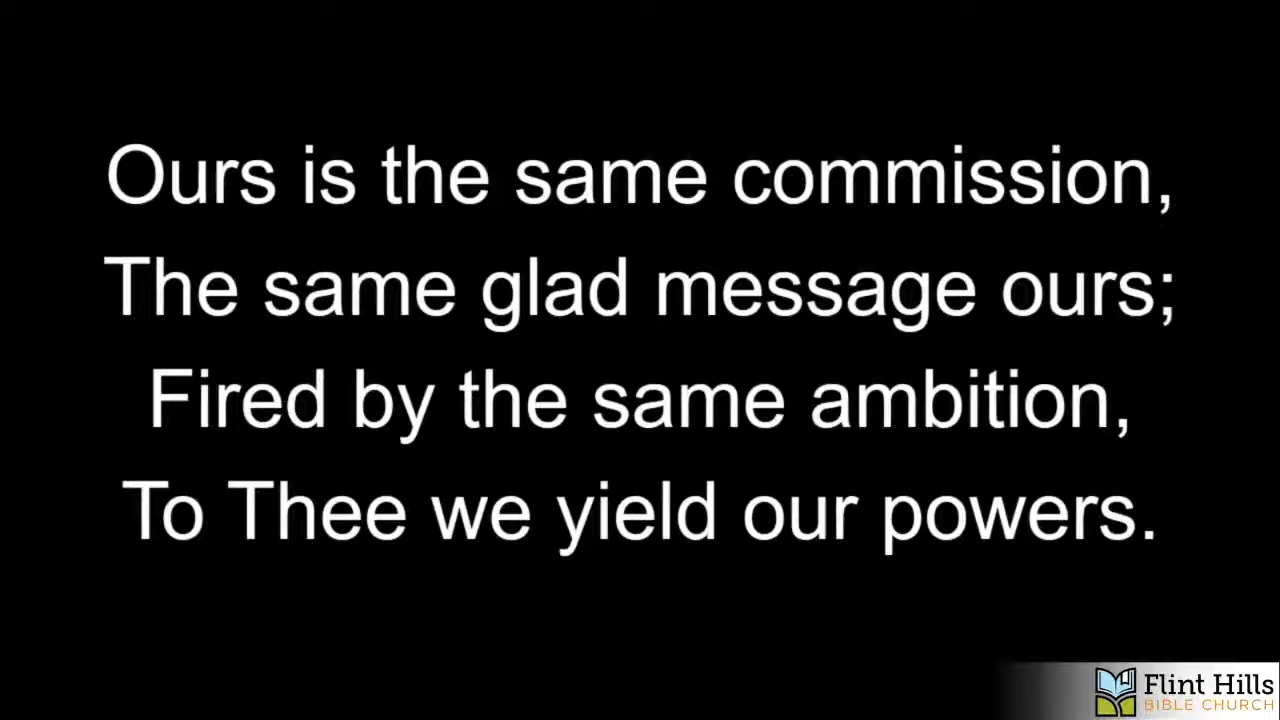 Ours is the same commission,
The same glad message ours;
Fired by the same ambition,
To Thee we yield our powers.
Flint Hills
BIBLE CHURCH